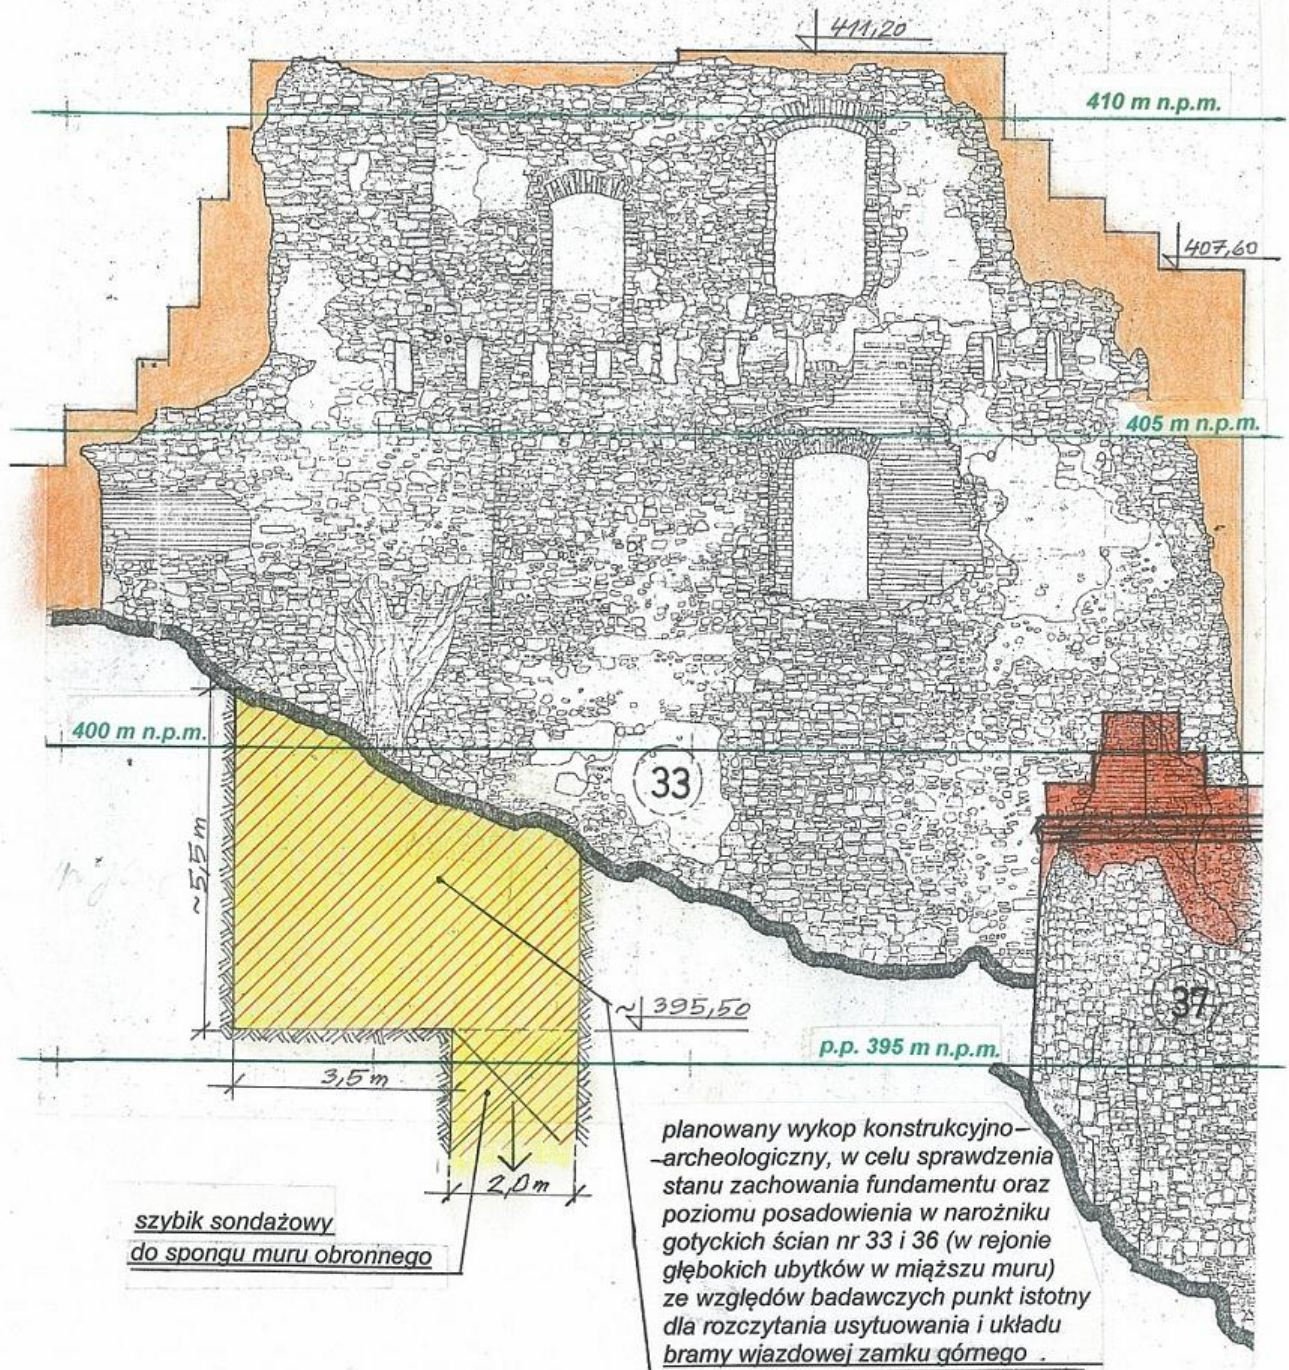 411,20
410 m n.p.m.
407,60
405 m n.p.m.
400 m n.p.m.
33
~5,5m
37
~395,50
p.p. 395 m n.p.m.
3,5m
2,0m
szybik sondażowy
do spongu muru obronnego
planowany wykop konstrukcyjno–
–archeologiczny, w celu sprawdzenia
stanu zachowania fundamentu oraz
poziomu posadowienia w narożniku
gotyckich ścian nr 33 i 36 (w rejonie
głębokich ubytków w miąższu muru)
ze względów badawczych punkt istotny
dla rozczytania usytuowania i układu
bramy wjazdowej zamku górnego .